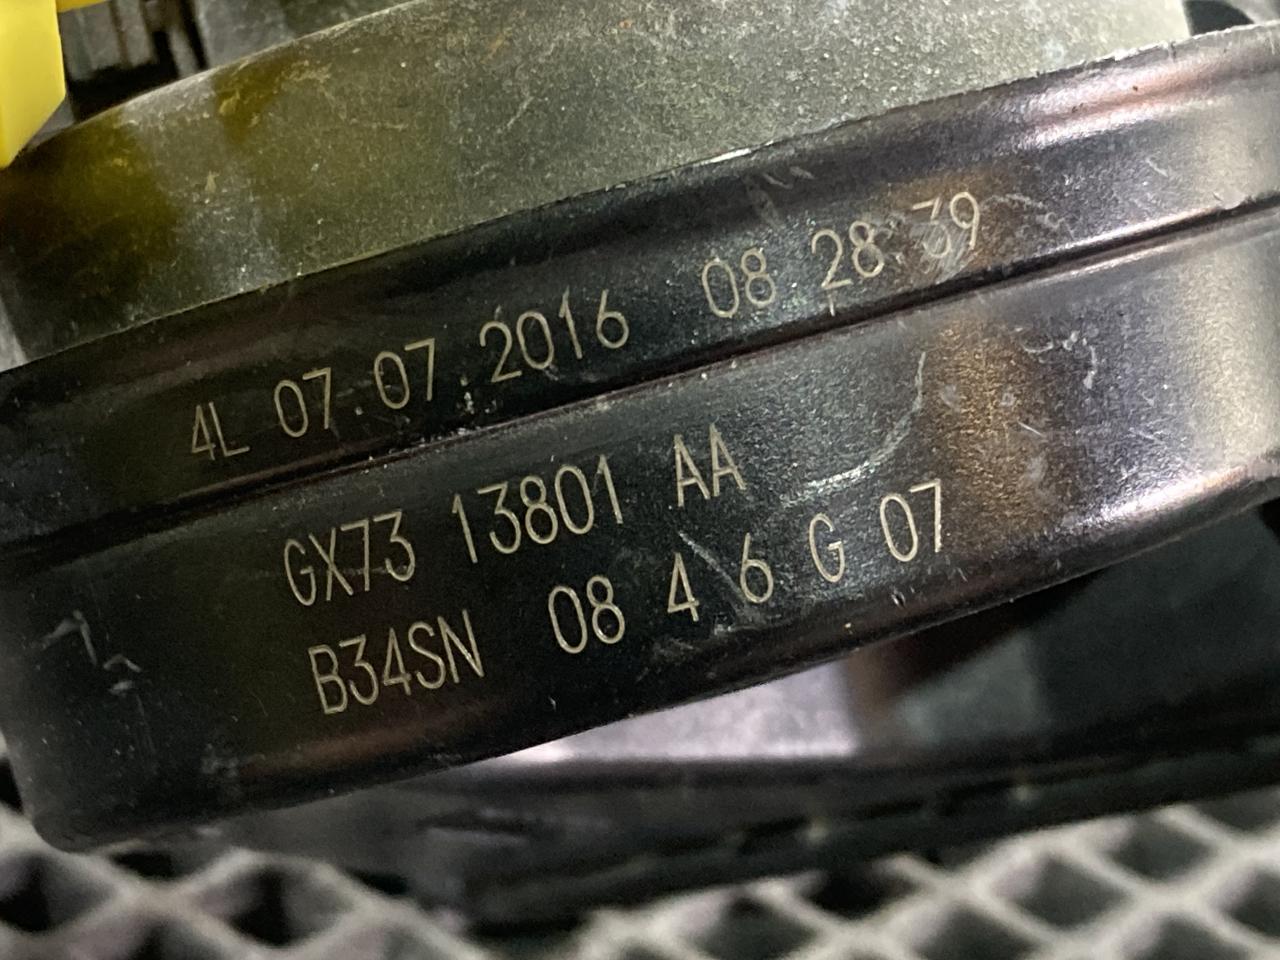 4L 07.07.2016 08 28 39
GX73 13801 AA
B34SN 08 4 6 G 07